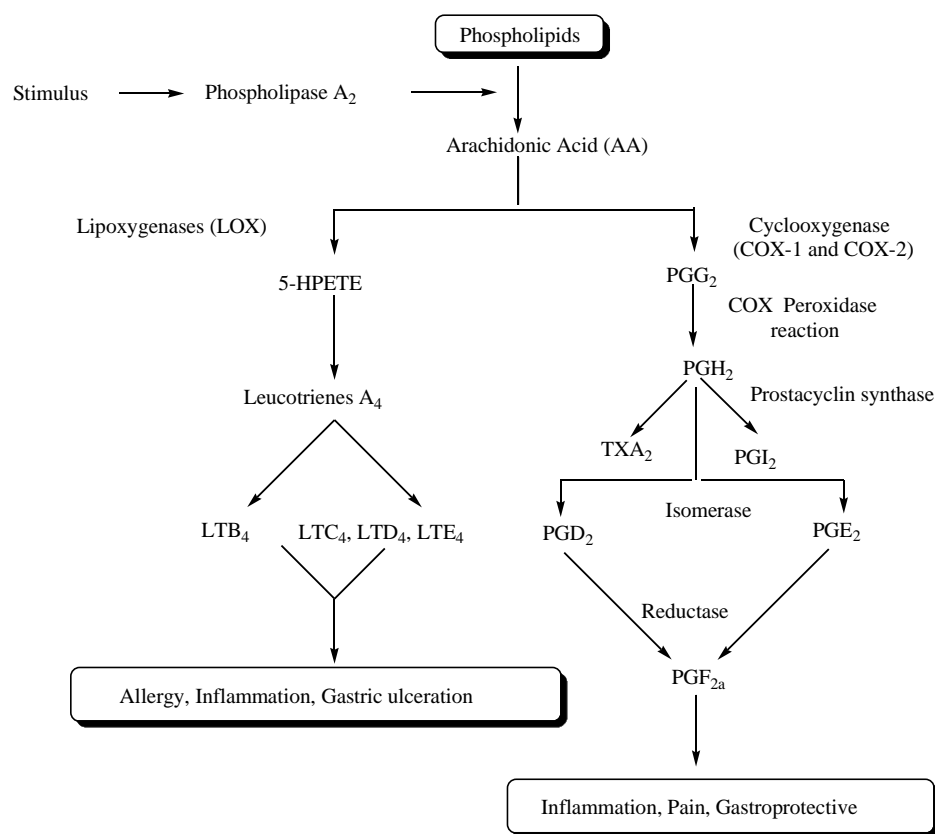 Phospholipids
Stimulus
Phospholipase A2
Arachidonic Acid (AA)
Lipoxygenases (LOX)
Cyclooxygenase
(COX-1 and COX-2)
5-HPETE
PGG2
COX Peroxidase
reaction
PGH2
Leucotrienes A4
Prostacyclin synthase
TXA2
PGI2
Isomerase
LTB4
LTC4, LTD4, LTE4
PGD2
PGE2
Reductase
PGF2a
Allergy, Inflammation, Gastric ulceration
Inflammation, Pain, Gastroprotective